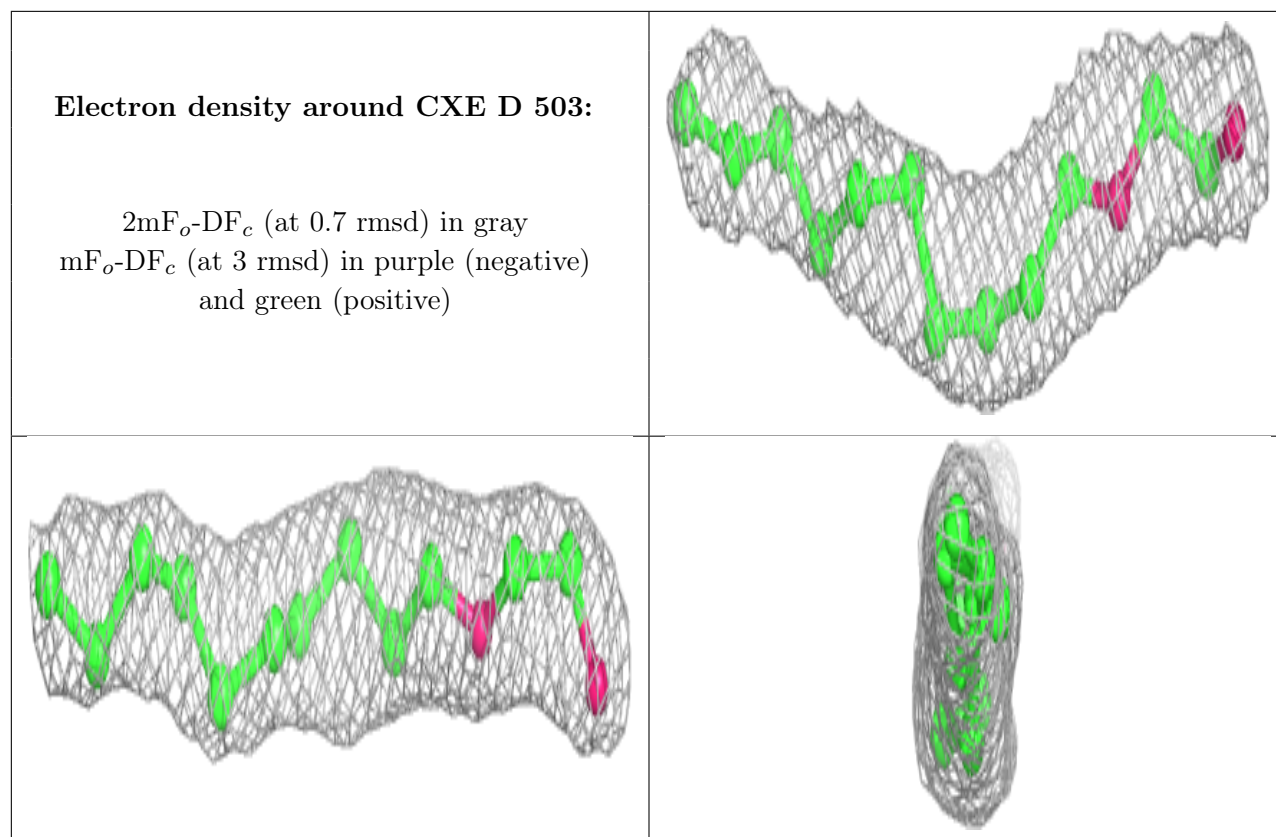 Electron density around CXE D 503:
2mFₒ-DF𝒸 (at 0.7 rmsd) in gray
mFₒ-DF𝒸 (at 3 rmsd) in purple (negative)
and green (positive)